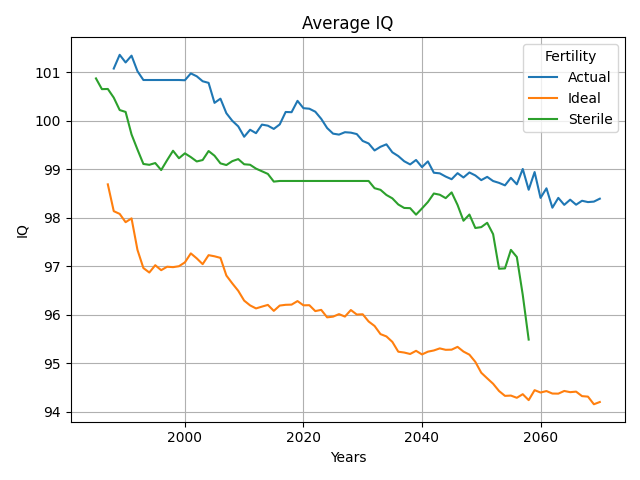 Average IQ
Fertility
Actual
Ideal
Sterile
101
100
99
98
97
96
95
94
IQ
2000
2020
2040
2060
Years